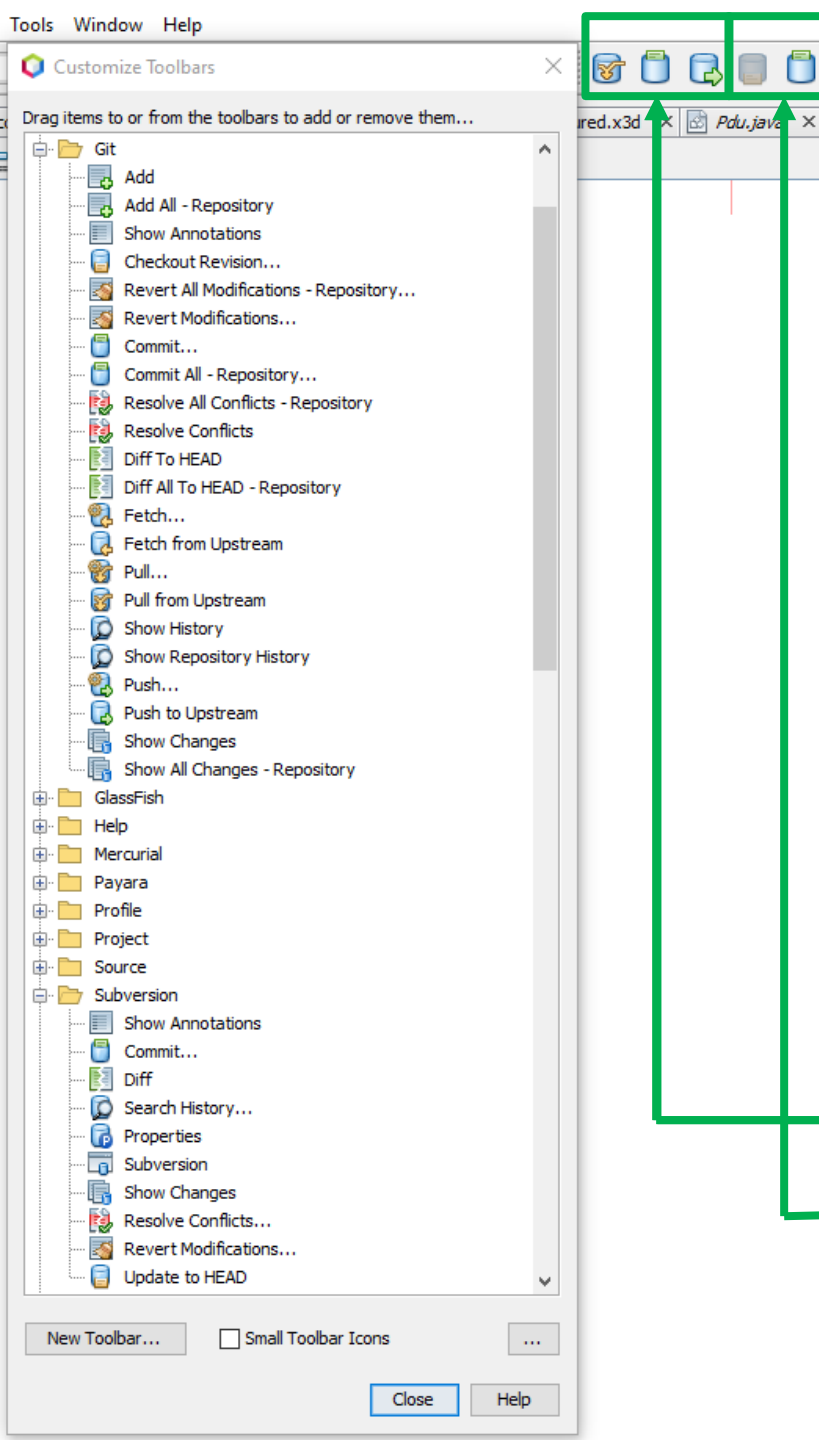 Tools Window Help
Customize Toolbars
Drag items to or from the toolbars to add or remove them...
red.x3d
Pdu.java
Git
Add
Add All - Repository
Show Annotations
Checkout Revision...
Revert All Modifications - Repository...
Revert Modifications...
Commit...
Commit All - Repository...
Resolve All Conflicts - Repository
Resolve Conflicts
Diff To HEAD
Diff All To HEAD - Repository
Fetch...
Fetch from Upstream
Pull...
Pull from Upstream
Show History
Show Repository History
Push...
Push to Upstream
Show Changes
Show All Changes - Repository
GlassFish
Help
Mercurial
Payara
Profile
Project
Source
Subversion
Show Annotations
Commit...
Diff
Search History...
Properties
Subversion
Show Changes
Resolve Conflicts...
Revert Modifications...
Update to HEAD
New Toolbar...
Small Toolbar Icons
...
Close
Help